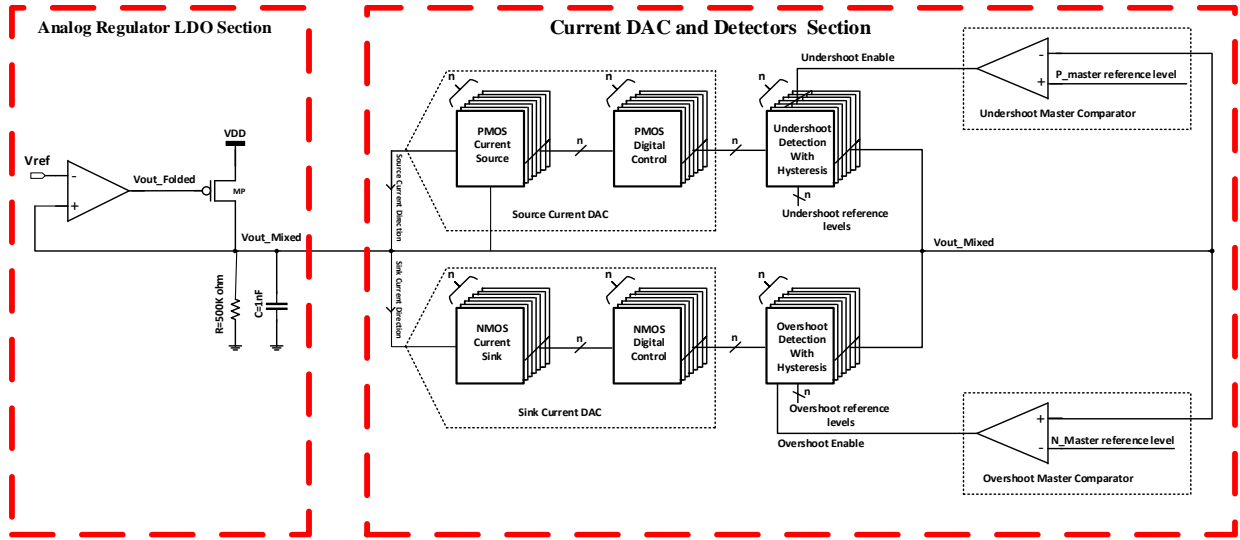 Analog Regulator LDO Section
Vref
-
+
Vout_Folded
VDD
MP
Vout_Mixed
R=500K ohm
C=1nF
Current DAC and Detectors Section
Source Current Direction
Sink Current Direction
n
PMOS
Current
Source
n
n
PMOS
Digital
Control
n
n
Undershoot
Detection
With
Hysteresis
n
Undershoot reference
levels
Source Current DAC
Undershoot Enable
-
+
P_master reference level
Undershoot Master Comparator
Vout_Mixed
n
NMOS
Current
Sink
n
n
NMOS
Digital
Control
n
n
Overshoot
Detection
With
Hysteresis
n
Overshoot reference
levels
Sink Current DAC
Overshoot Enable
+
-
N_Master reference level
Overshoot Master Comparator